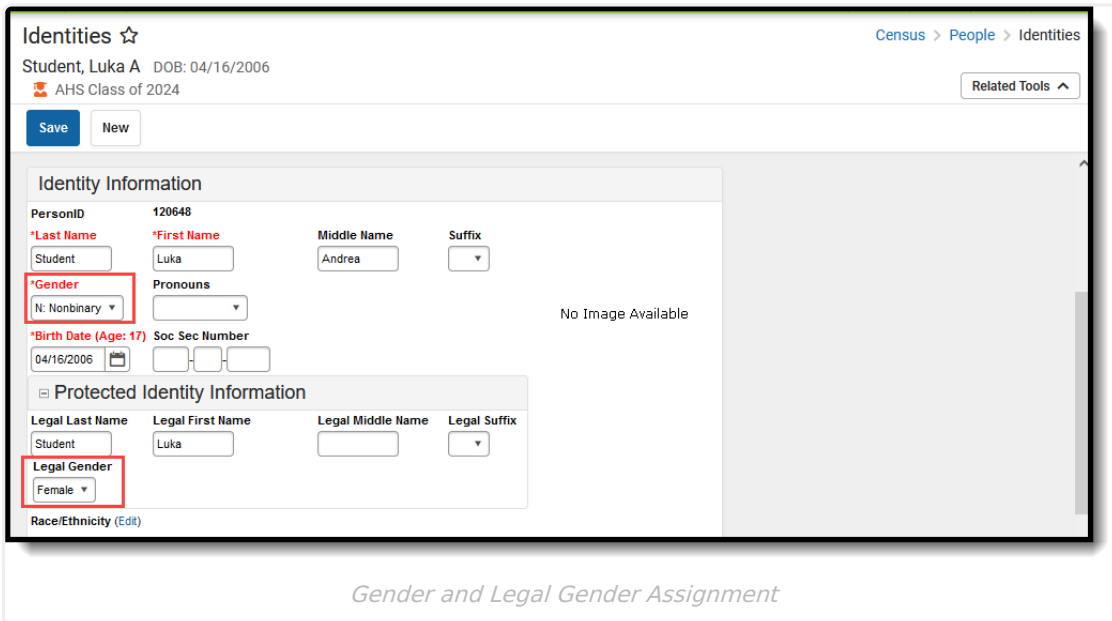 Identities
Census > People > Identities
Student, Luka A DOB: 04/16/2006
AHS Class of 2024
Related Tools
Save New
Identity Information
PersonID 120648
*Last Name *First Name Middle Name Suffix
Student Luka Andrea
*Gender Pronouns
N: Nonbinary
No Image Available
*Birth Date (Age: 17) Soc Sec Number
04/16/2006 - -
Protected Identity Information
Legal Last Name Legal First Name Legal Middle Name Legal Suffix
Student Luka
Legal Gender
Female
Race/Ethnicity (Edit)
Gender and Legal Gender Assignment